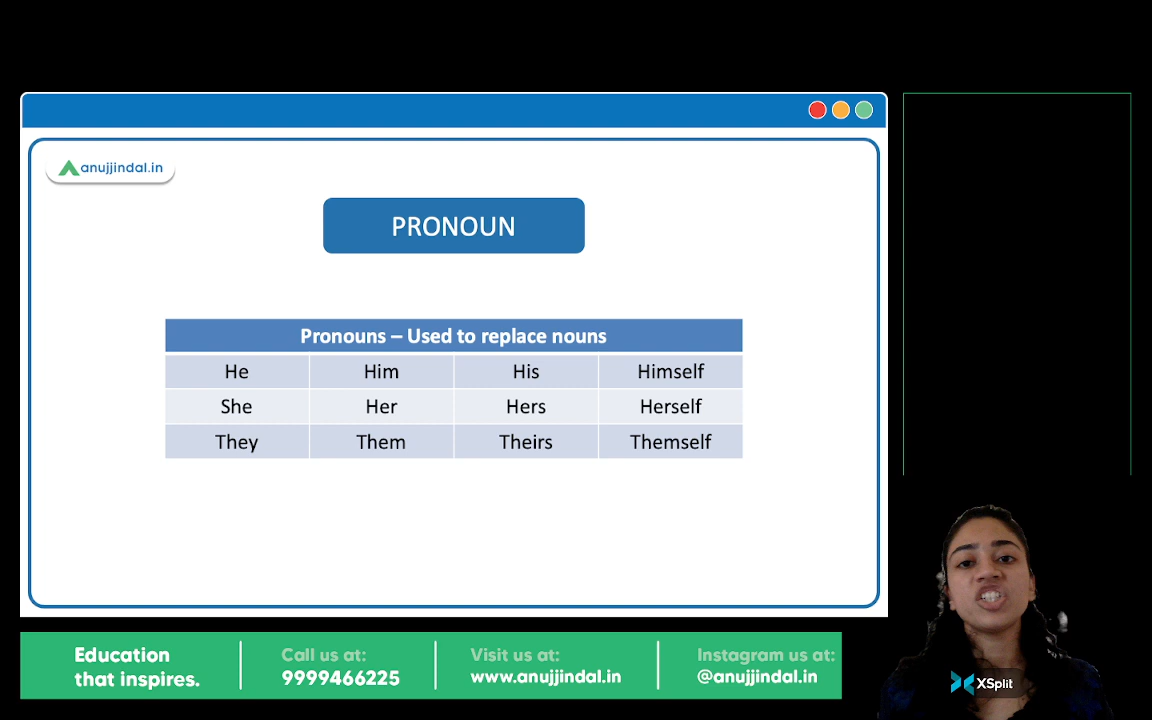 anujjindal.in
PRONOUN
Pronouns – Used to replace nouns
He Him His Himself
She Her Hers Herself
They Them Theirs Themself
Education
that inspires.
Call us at:
9999466225
Visit us at:
www.anujjindal.in
Instagram us at:
@anujjindal.in
XSplit